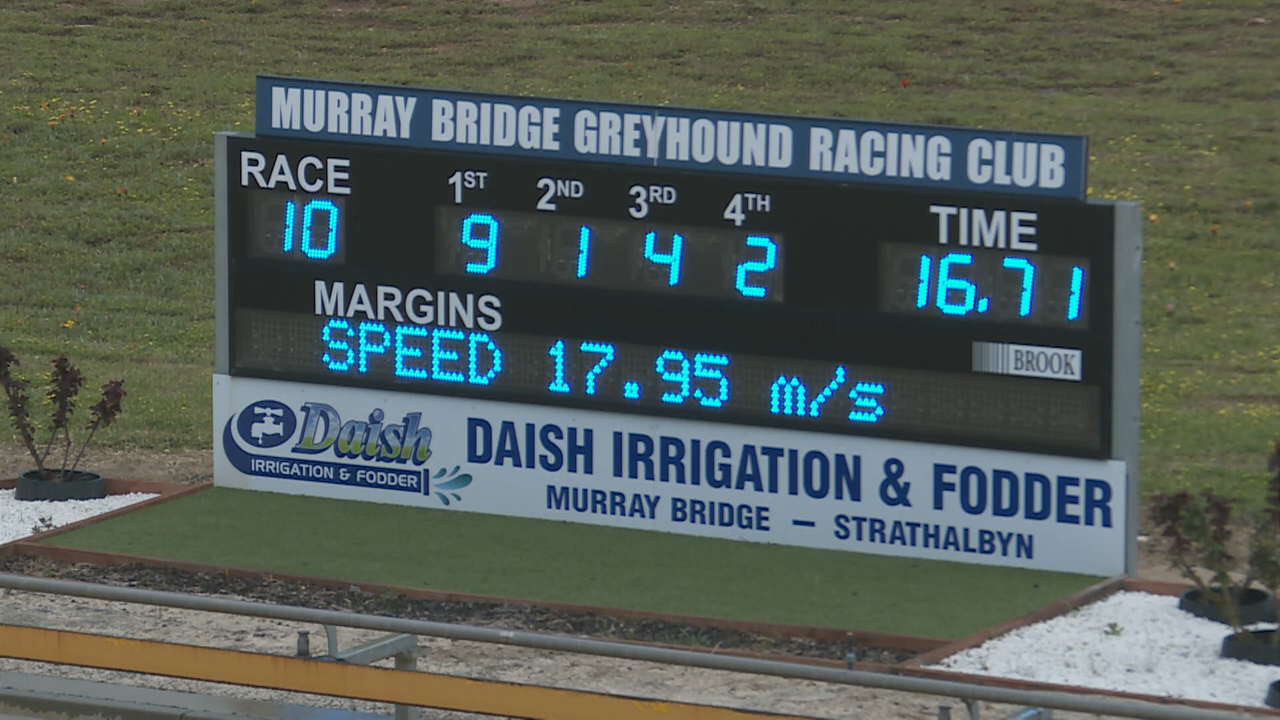 MURRAY BRIDGE GREYHOUND RACING CLUB
RACE 1ST 2ND 3RD 4TH TIME
10 9 1 4 2 16.71
MARGINS
SPEED 17.95 m/s
BROOK
Daish
IRRIGATION & FODDER
DAISH IRRIGATION & FODDER
MURRAY BRIDGE – STRATHALBYN